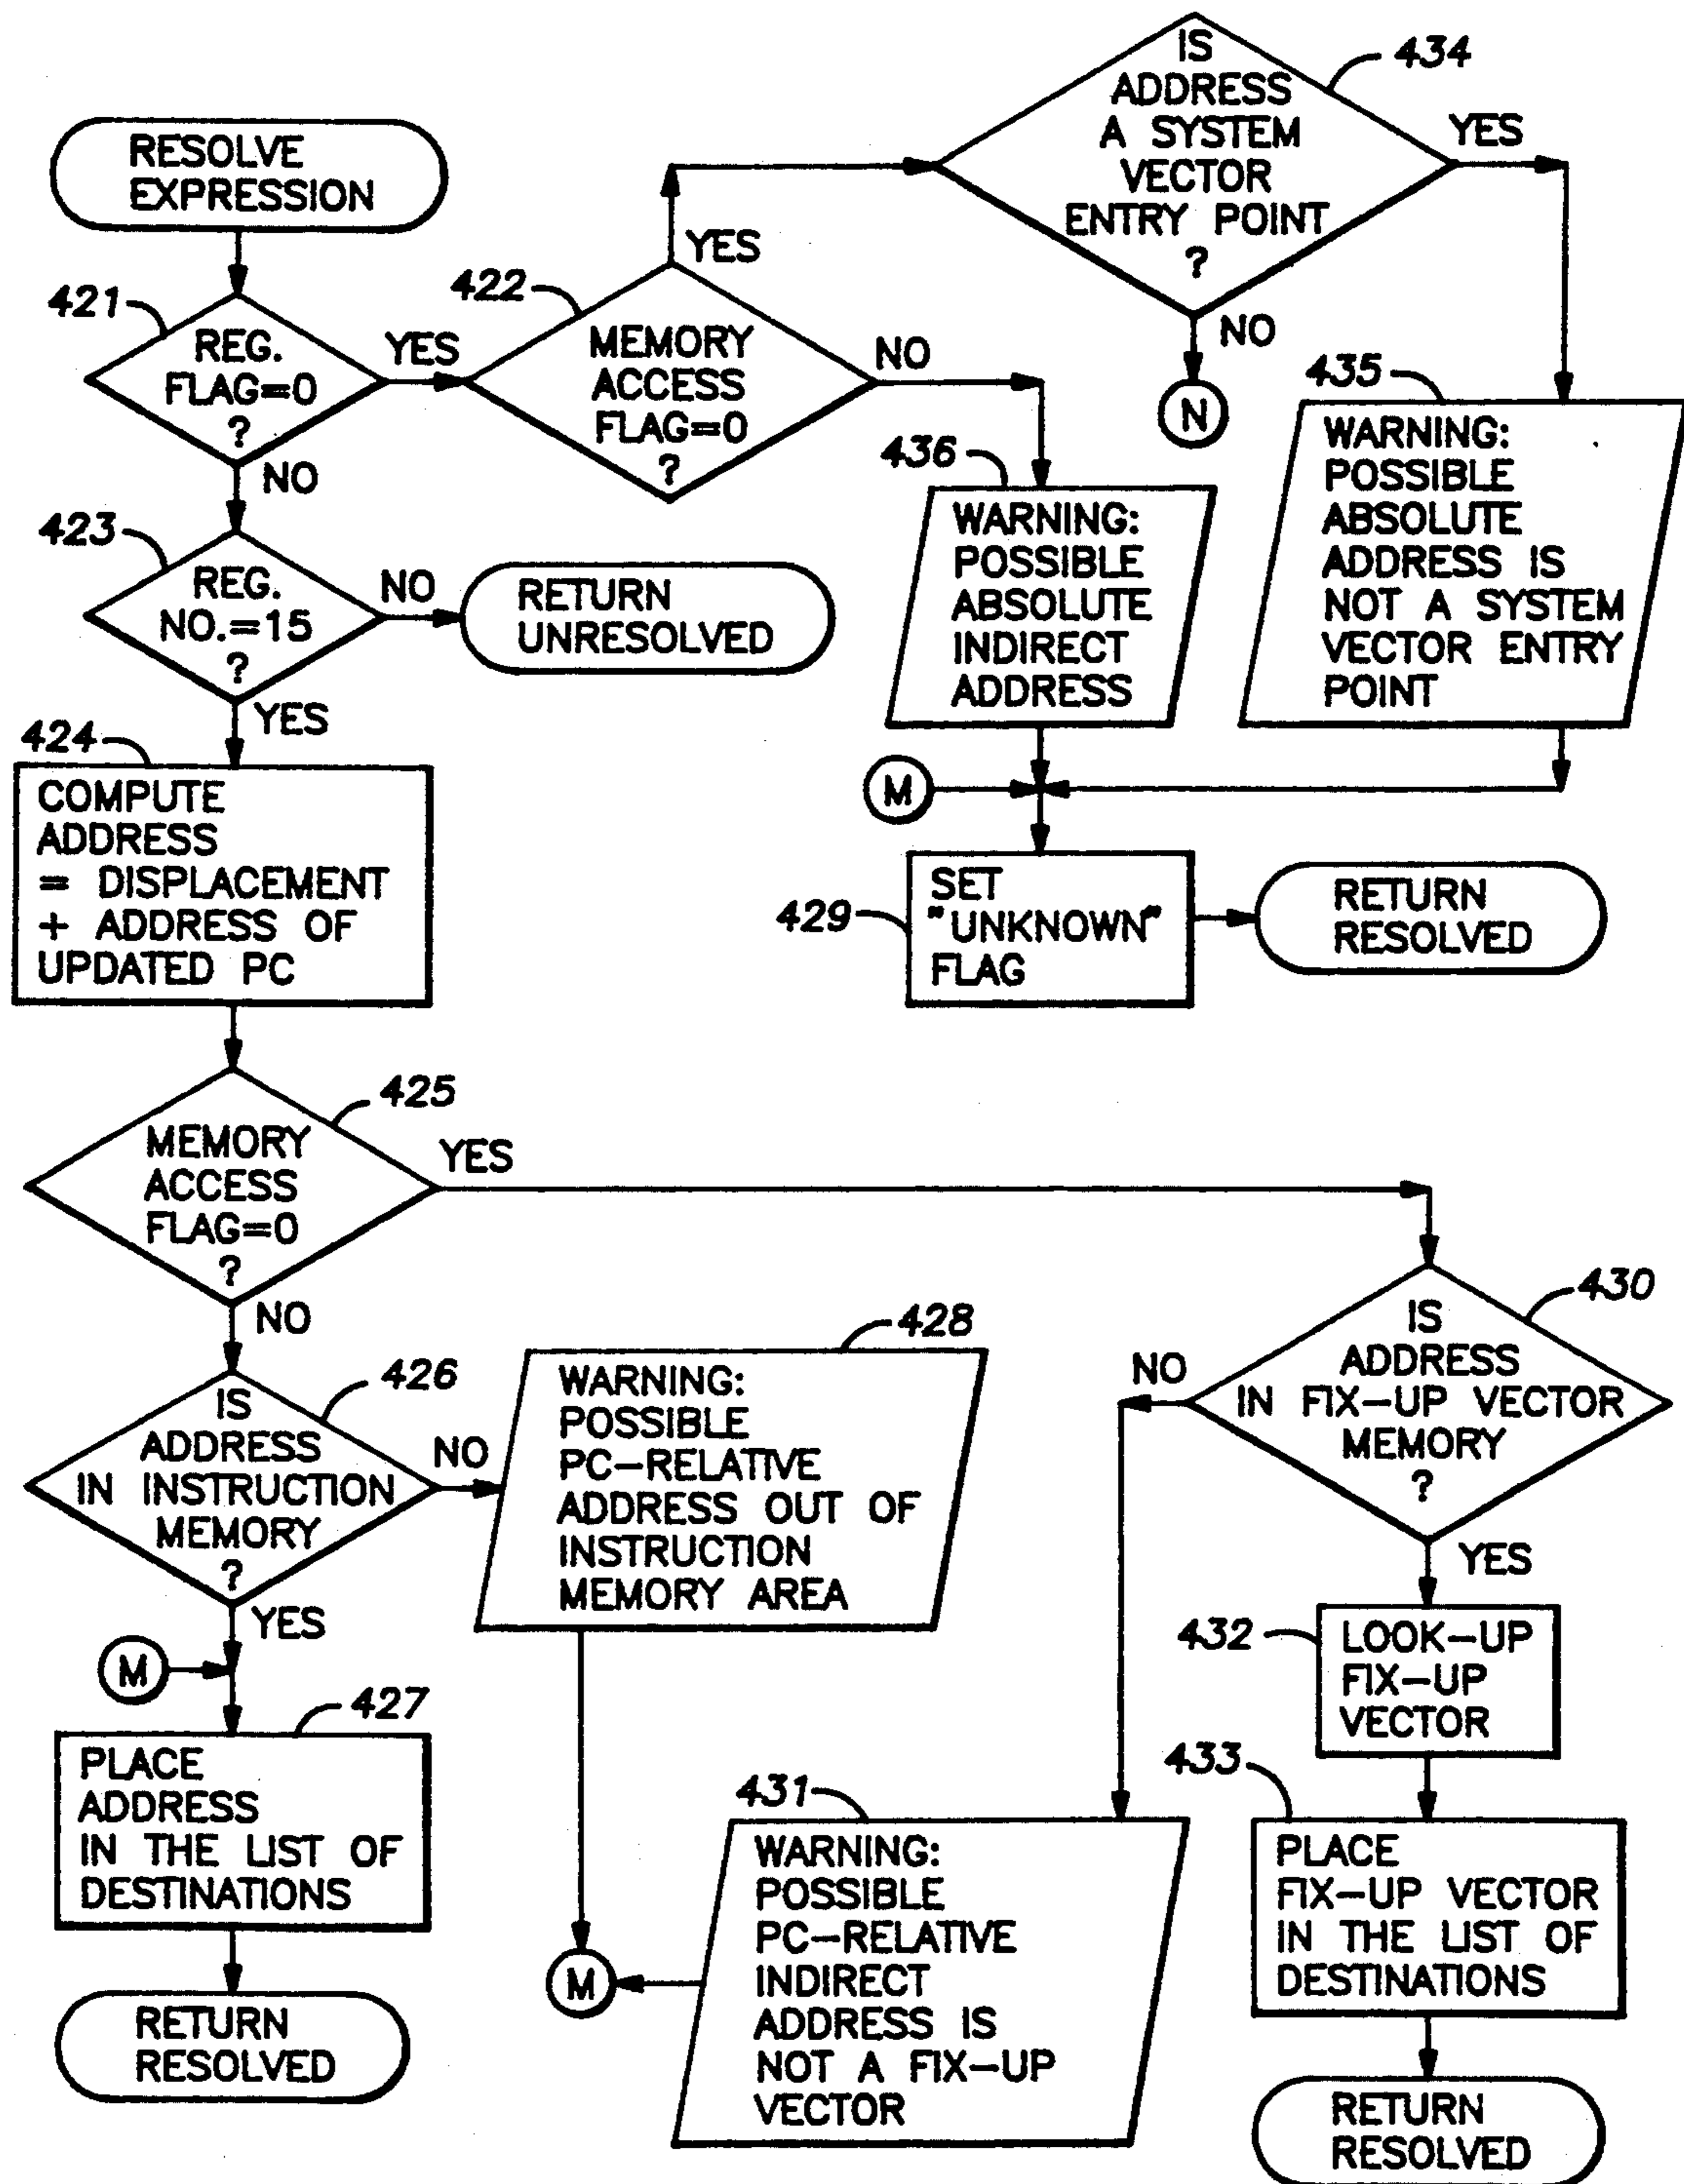 RESOLVE
EXPRESSION
421
REG.
FLAG=0
?
YES
NO
422
MEMORY
ACCESS
FLAG=0
?
YES
NO
434
IS
ADDRESS
A SYSTEM
VECTOR
ENTRY POINT
?
YES
NO
N
435
WARNING:
POSSIBLE
ABSOLUTE
ADDRESS IS
NOT A SYSTEM
VECTOR ENTRY
POINT
436
WARNING:
POSSIBLE
ABSOLUTE
INDIRECT
ADDRESS
M
429
SET
"UNKNOWN"
FLAG
RETURN
RESOLVED
423
REG.
NO.=15
?
NO
RETURN
UNRESOLVED
YES
424
COMPUTE
ADDRESS
= DISPLACEMENT
+ ADDRESS OF
UPDATED PC
425
MEMORY
ACCESS
FLAG=0
?
YES
NO
426
IS
ADDRESS
IN INSTRUCTION
MEMORY
?
NO
YES
M
427
PLACE
ADDRESS
IN THE LIST OF
DESTINATIONS
RETURN
RESOLVED
428
WARNING:
POSSIBLE
PC-RELATIVE
ADDRESS OUT OF
INSTRUCTION
MEMORY AREA
M
430
IS
ADDRESS
IN FIX-UP VECTOR
MEMORY
?
NO
YES
431
WARNING:
POSSIBLE
PC-RELATIVE
INDIRECT
ADDRESS IS
NOT A FIX-UP
VECTOR
432
LOOK-UP
FIX-UP
VECTOR
433
PLACE
FIX-UP VECTOR
IN THE LIST OF
DESTINATIONS
RETURN
RESOLVED